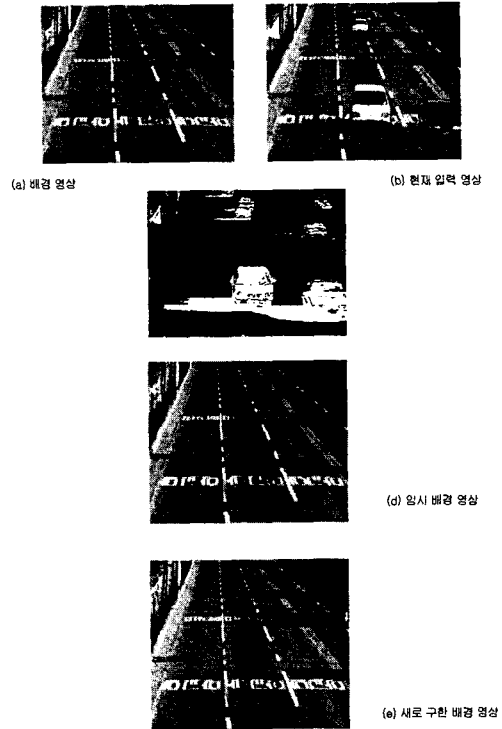 (a) 배경 영상
(b) 현재 입력 영상
(d) 임시 배경 영상
(e) 새로 구한 배경 영상